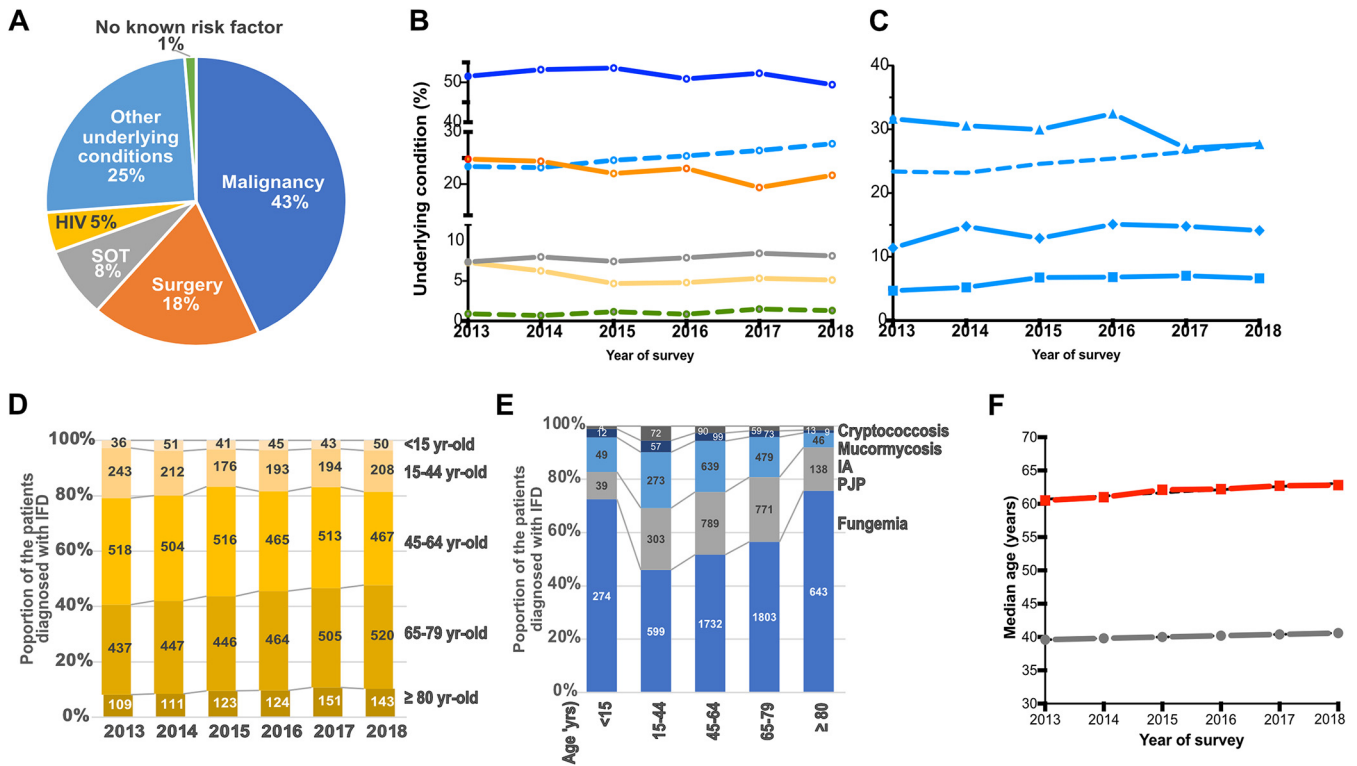 A
No known risk factor
1%
Other
underlying
conditions
25%
Malignancy
43%
HIV 5%
SOT
8%
Surgery
18%
B
Underlying condition (%)
50
40
30
20
10
5
0
2013 2014 2015 2016 2017 2018
Year of survey
C
40
30
20
10
0
2013 2014 2015 2016 2017 2018
Year of survey
D
Poportion of the patients
diagnosed with IFD
100%
80%
60%
40%
20%
0%
36 51 41 45 43 50
243 212 176 193 194 208
518 504 516 465 513 467
437 447 446 464 505 520
109 111 123 124 151 143
<15 yr-old
15-44 yr-old
45-64 yr-old
65-79 yr-old
≥ 80 yr-old
2013 2014 2015 2016 2017 2018
E
Poportion of the patients
diagnosed with IFD
100%
80%
60%
40%
20%
0%
72 90 59 13
12 57 99 73 9
49 273 639 479 46
39 303 789 771 138
274 599 1732 1803 643
Cryptococcosis
Mucormycosis
IA
PJP
Fungemia
Age 'yrs)
<15
15-44
45-64
65-79
≥ 80
F
Median age (years)
70
65
60
55
50
45
40
35
30
2013 2014 2015 2016 2017 2018
Year of survey